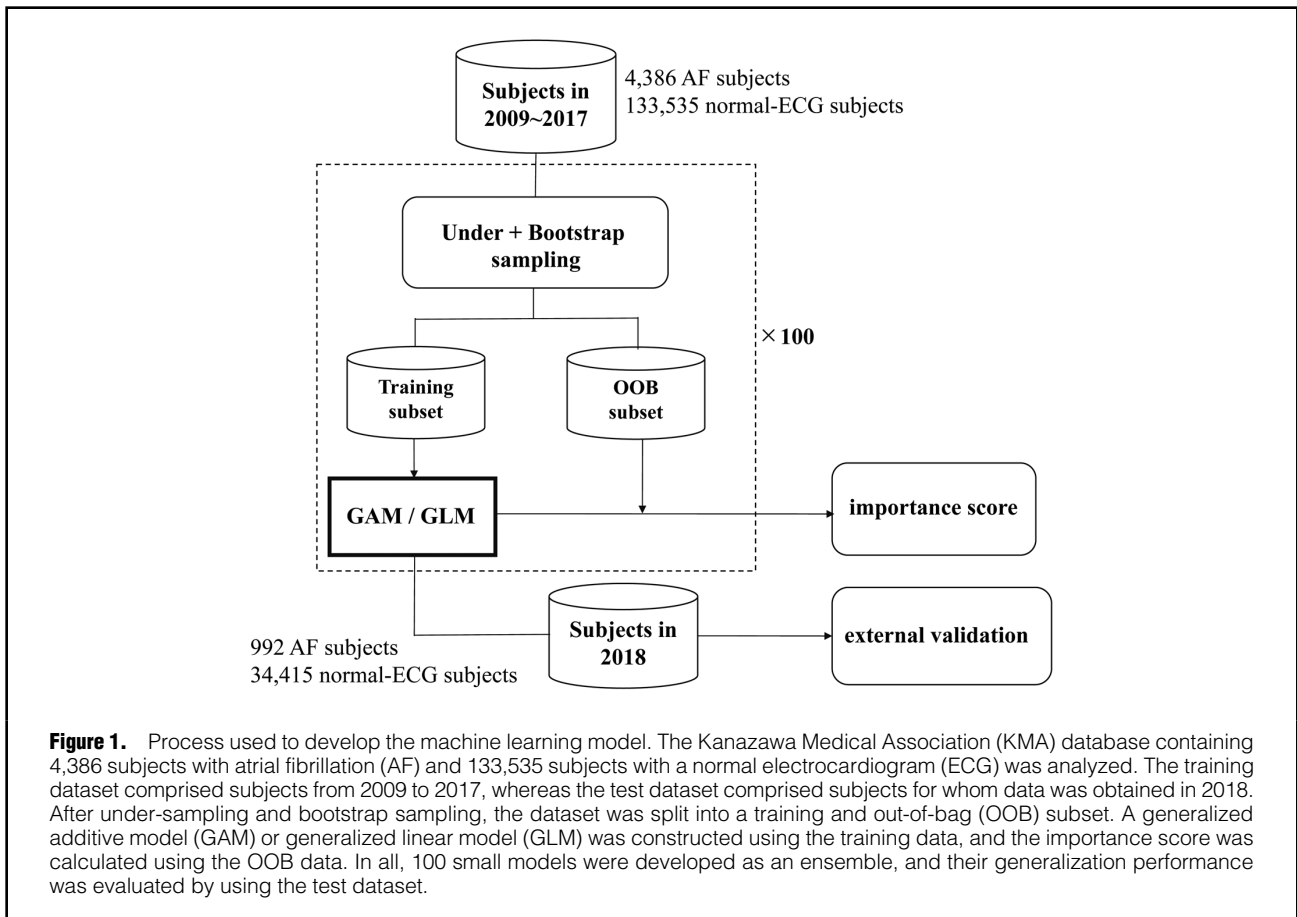 Subjects in
2009~2017
4,386 AF subjects
133,535 normal-ECG subjects
Under + Bootstrap
sampling
×100
Training
subset
OOB
subset
GAM / GLM
importance score
992 AF subjects
34,415 normal-ECG subjects
Subjects in
2018
external validation
Figure 1. Process used to develop the machine learning model. The Kanazawa Medical Association (KMA) database containing
4,386 subjects with atrial fibrillation (AF) and 133,535 subjects with a normal electrocardiogram (ECG) was analyzed. The training
dataset comprised subjects from 2009 to 2017, whereas the test dataset comprised subjects for whom data was obtained in 2018.
After under-sampling and bootstrap sampling, the dataset was split into a training and out-of-bag (OOB) subset. A generalized
additive model (GAM) or generalized linear model (GLM) was constructed using the training data, and the importance score was
calculated using the OOB data. In all, 100 small models were developed as an ensemble, and their generalization performance
was evaluated by using the test dataset.